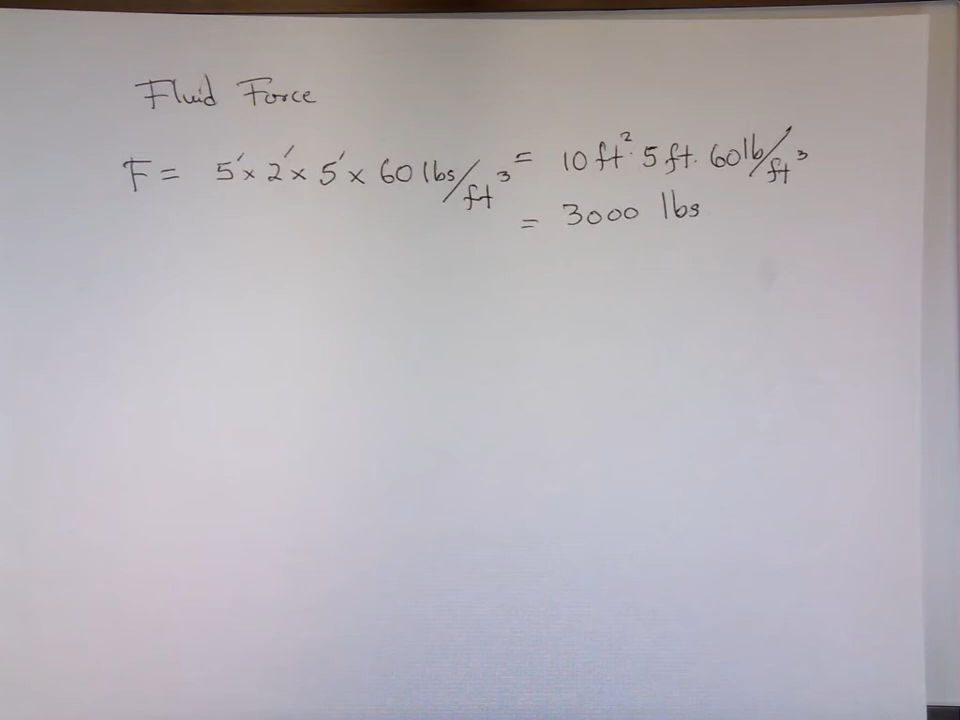 Fluid Force
F = 5' x 2' x 5' x 60 lbs/ft³ = 10 ft² · 5 ft · 60 lb/ft³
= 3000 lbs